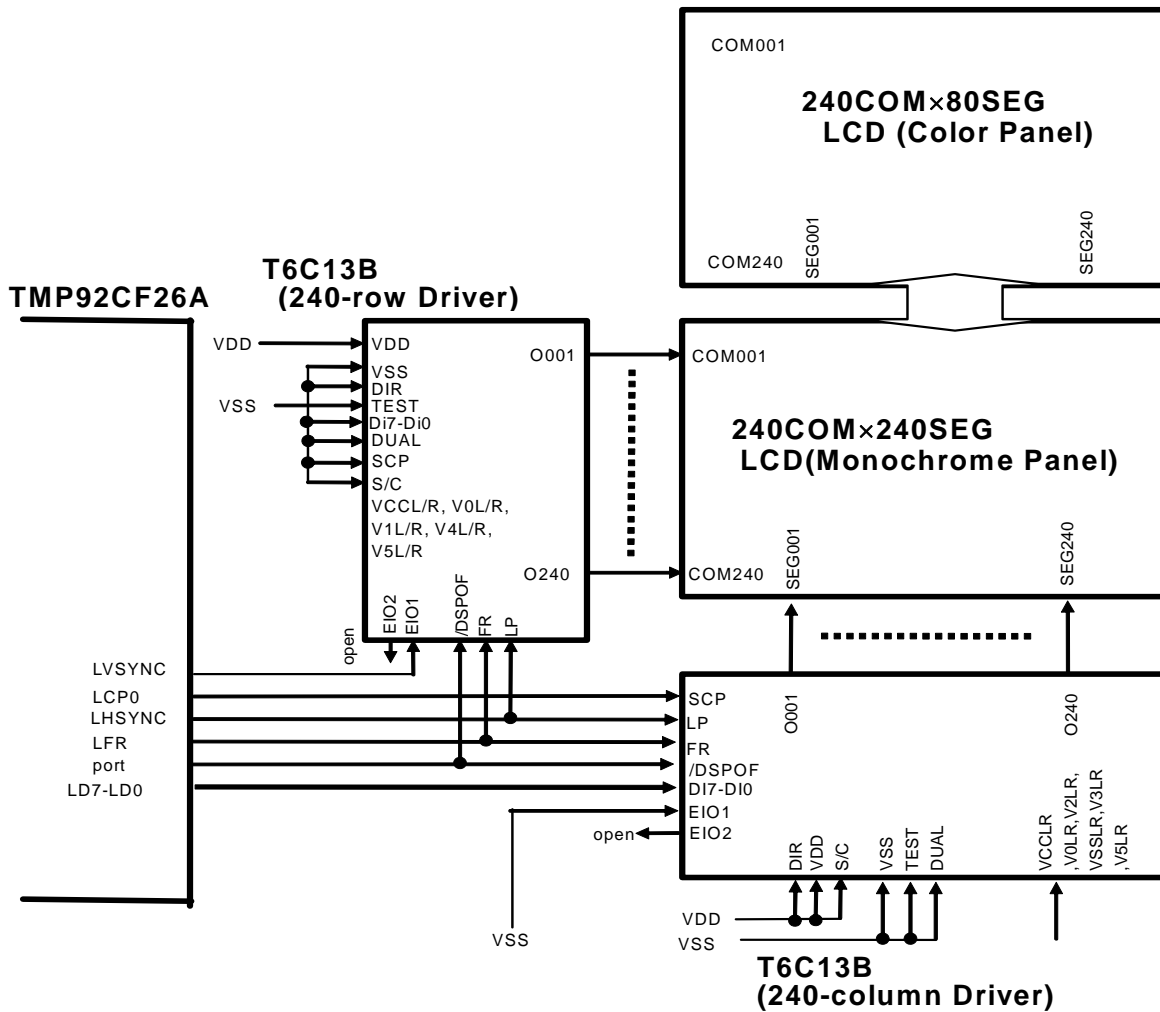 COM001
240COM×80SEG
LCD (Color Panel)
COM240
SEG001
SEG240
TMP92CF26A
T6C13B
(240-row Driver)
VDD
VSS
VDD
VSS
DIR
TEST
Di7-Di0
DUAL
SCP
S/C
VCCL/R, V0L/R,
V1L/R, V4L/R,
V5L/R
O001
O240
open
EIO2
EIO1
/DSPOF
FR
LP
COM001
240COM×240SEG
LCD(Monochrome Panel)
COM240
SEG001
SEG240
LVSYNC
LCP0
LHSYNC
LFR
port
LD7-LD0
SCP
LP
FR
/DSPOF
DI7-DI0
EIO1
EIO2
open
O001
O240
DIR
VDD
S/C
VSS
TEST
DUAL
VCCLR
,V0LR,V2LR,
VSSLR,V3LR
,V5LR
VDD
VSS
VSS
T6C13B
(240-column Driver)